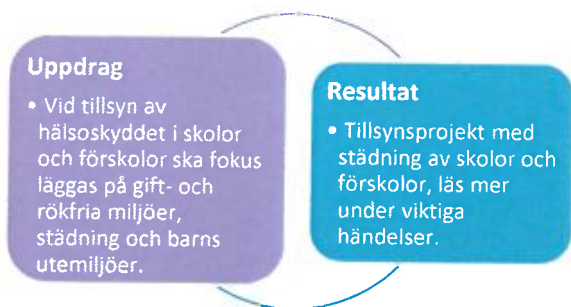 Uppdrag
• Vid tillsyn av
hälsoskyddet i skolor
och förskolor ska fokus
läggas på gift- och
rökfria miljöer,
städning och barns
utemiljöer.
Resultat
• Tillsynsprojekt med
städning av skolor och
förskolor, läs mer
under viktiga
händelser.